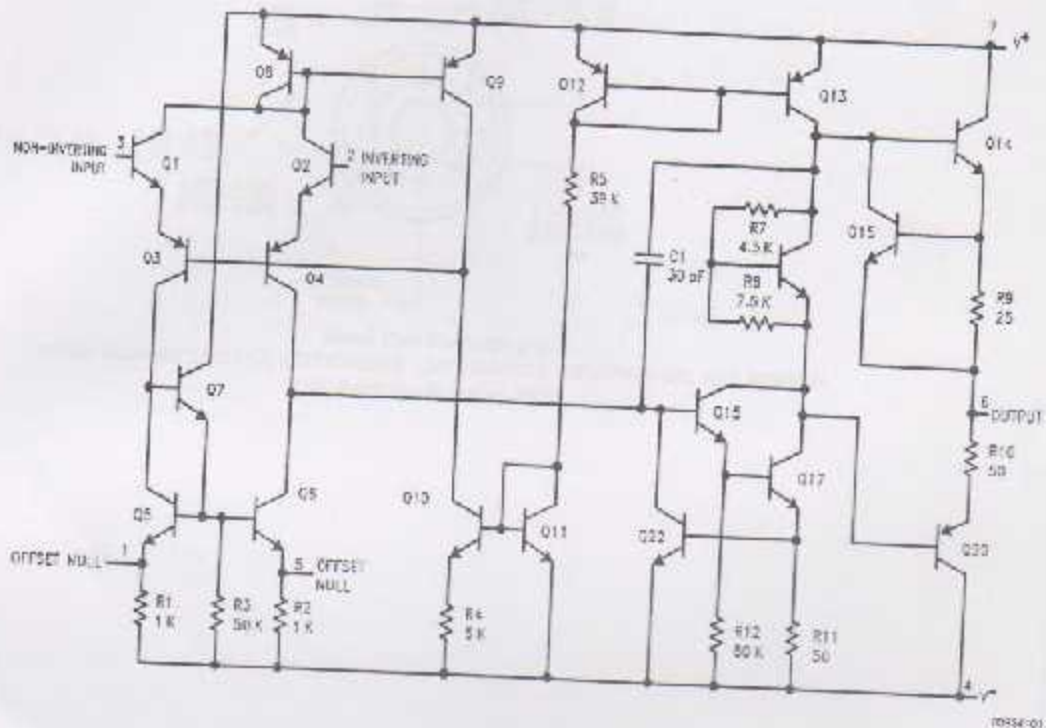 7
V+
Q8
Q9
Q12
Q13
Q14
NON-INVERTING
INPUT
3
Q1
Q2
2 INVERTING
INPUT
R5
39 K
Q15
R7
4.5 K
Q3
Q4
C1
30 pF
R8
7.5 K
R9
25
Q7
Q16
6
OUTPUT
R10
50
Q5
Q6
Q10
Q11
Q22
Q17
Q20
OFFSET NULL
1
5
OFFSET
NULL
R1
1 K
R3
50 K
R2
1 K
R4
5 K
R12
50 K
R11
50
4
V-